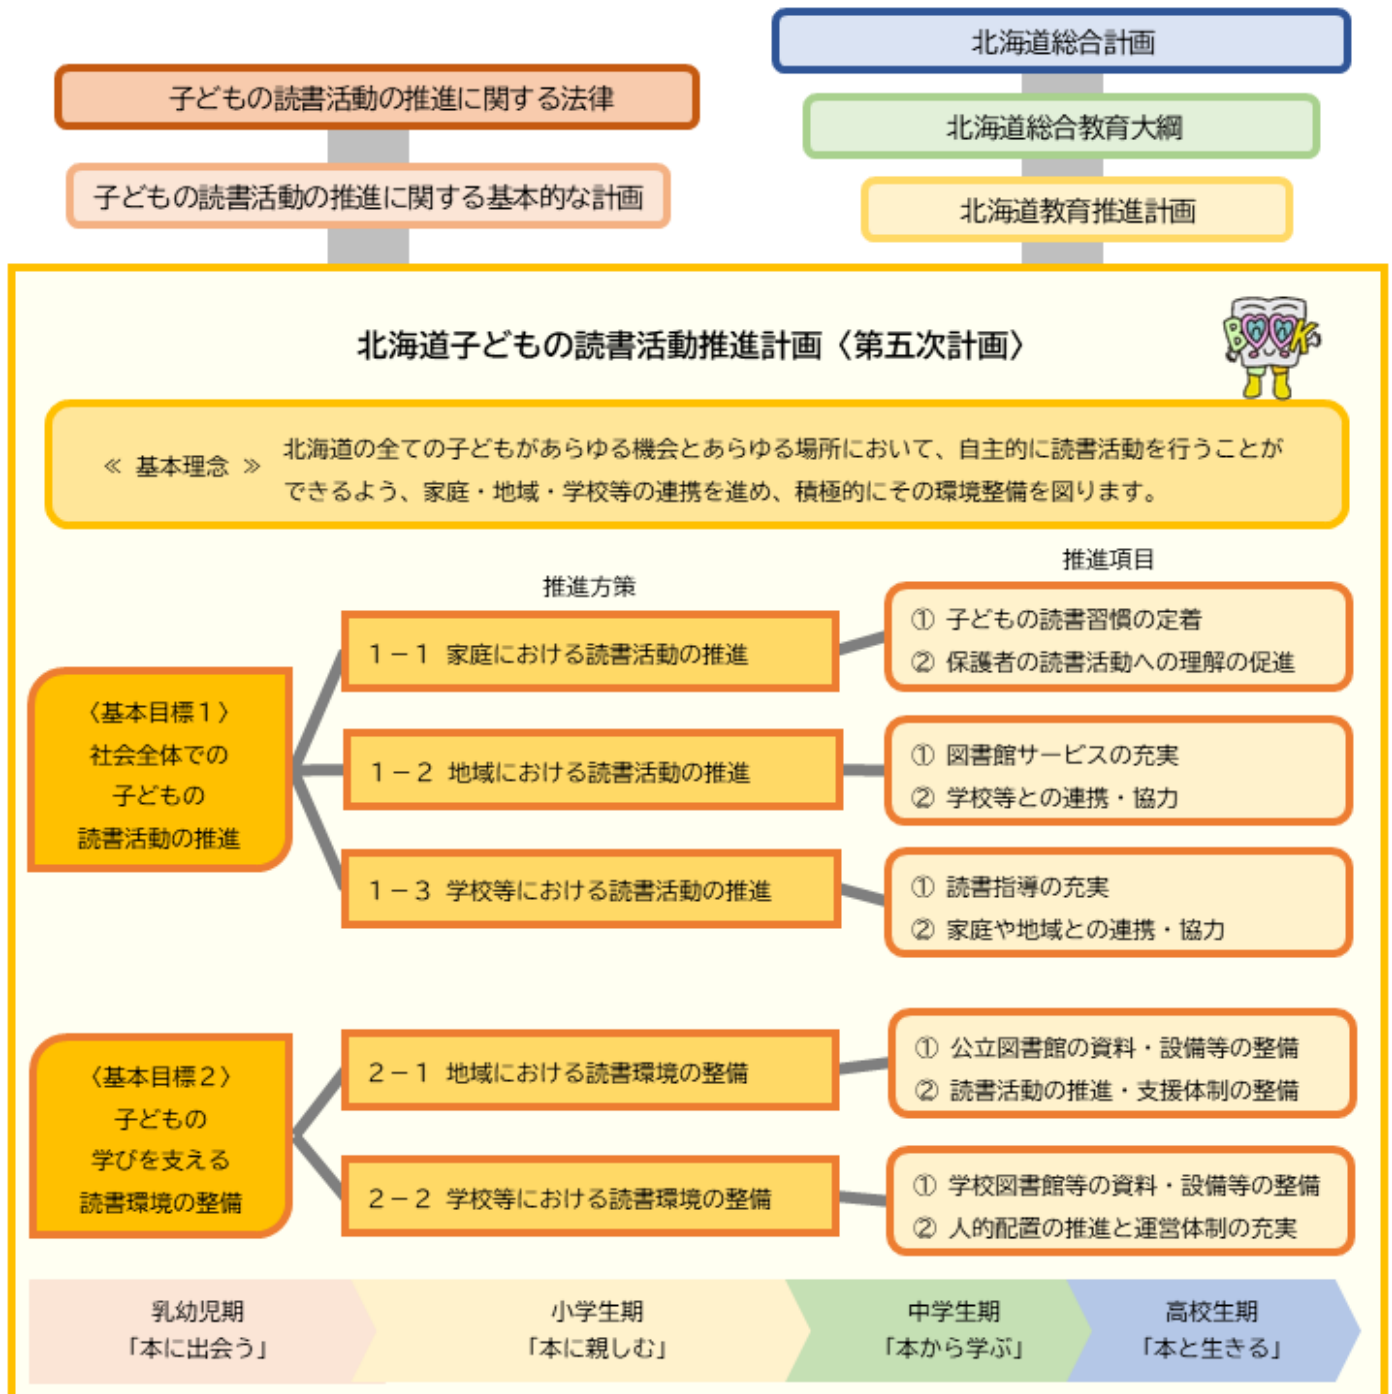 北海道総合計画
子どもの読書活動の推進に関する法律
北海道総合教育大綱
子どもの読書活動の推進に関する基本的な計画
北海道教育推進計画
北海道子どもの読書活動推進計画〈第五次計画〉
BOOK
≪ 基本理念 ≫
北海道の全ての子どもがあらゆる機会とあらゆる場所において、自主的に読書活動を行うことが
できるよう、家庭・地域・学校等の連携を進め、積極的にその環境整備を図ります。
推進方策
推進項目
〈基本目標１〉
社会全体での
子どもの
読書活動の推進
１－１ 家庭における読書活動の推進
① 子どもの読書習慣の定着
② 保護者の読書活動への理解の促進
１－２ 地域における読書活動の推進
① 図書館サービスの充実
② 学校等との連携・協力
１－３ 学校等における読書活動の推進
① 読書指導の充実
② 家庭や地域との連携・協力
〈基本目標２〉
子どもの
学びを支える
読書環境の整備
２－１ 地域における読書環境の整備
① 公立図書館の資料・設備等の整備
② 読書活動の推進・支援体制の整備
２－２ 学校等における読書環境の整備
① 学校図書館等の資料・設備等の整備
② 人的配置の推進と運営体制の充実
乳幼児期
「本に出会う」
小学生期
「本に親しむ」
中学生期
「本から学ぶ」
高校生期
「本と生きる」